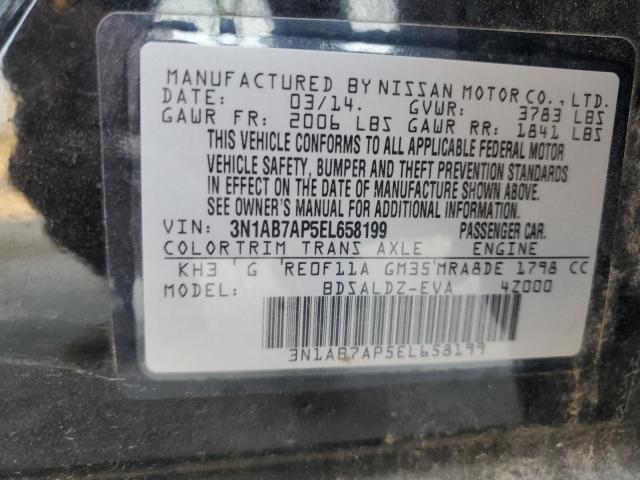 MANUFACTURED BY NISSAN MOTOR CO., LTD.
DATE: 03/14. GVWR: 3783 LBS
GAWR FR: 2006 LBS GAWR RR: 1841 LBS
THIS VEHICLE CONFORMS TO ALL APPLICABLE FEDERAL MOTOR
VEHICLE SAFETY, BUMPER AND THEFT PREVENTION STANDARDS
IN EFFECT ON THE DATE OF MANUFACTURE SHOWN ABOVE.
SEE OWNER'S MANUAL FOR ADDITIONAL INFORMATION.
VIN: 3N1AB7AP5EL658199 PASSENGER CAR.
COLOR TRIM TRANS AXLE ENGINE
KH3 G RE0F11A GM35 MRA8DE 1798 CC
MODEL BDSALDZ-EVA 4Z000
3N1AB7AP5EL658199